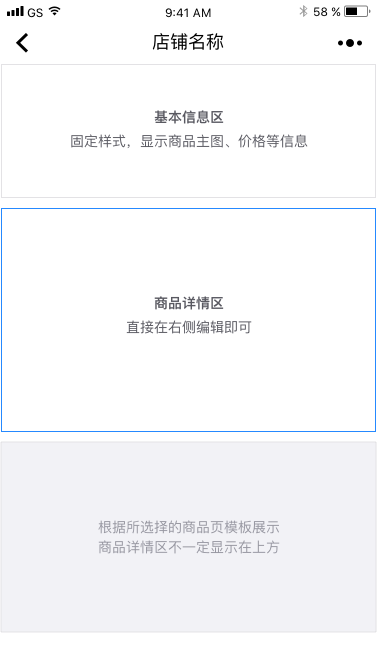 GS 9:41 AM 58 %
店铺名称
基本信息区
固定样式，显示商品主图、价格等信息
商品详情区
直接在右侧编辑即可
根据所选择的商品页模板展示
商品详情区不一定显示在上方